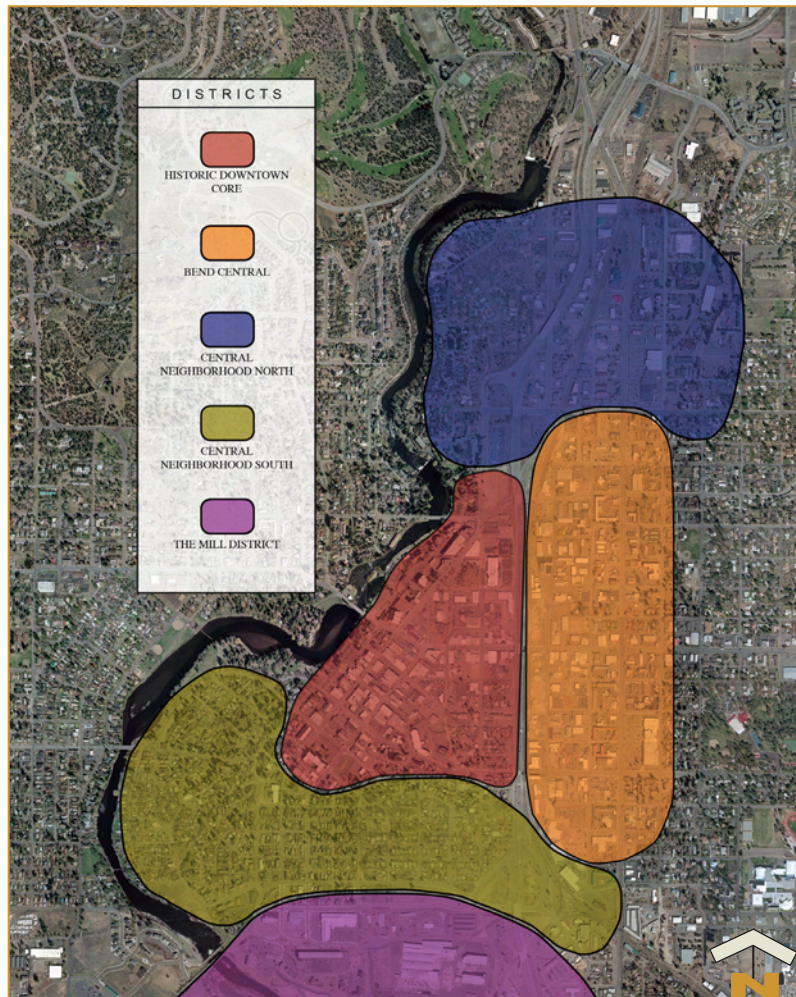 DISTRICTS
HISTORIC DOWNTOWN
CORE
BEND CENTRAL
CENTRAL
NEIGHBORHOOD NORTH
CENTRAL
NEIGHBORHOOD SOUTH
THE MILL DISTRICT
N